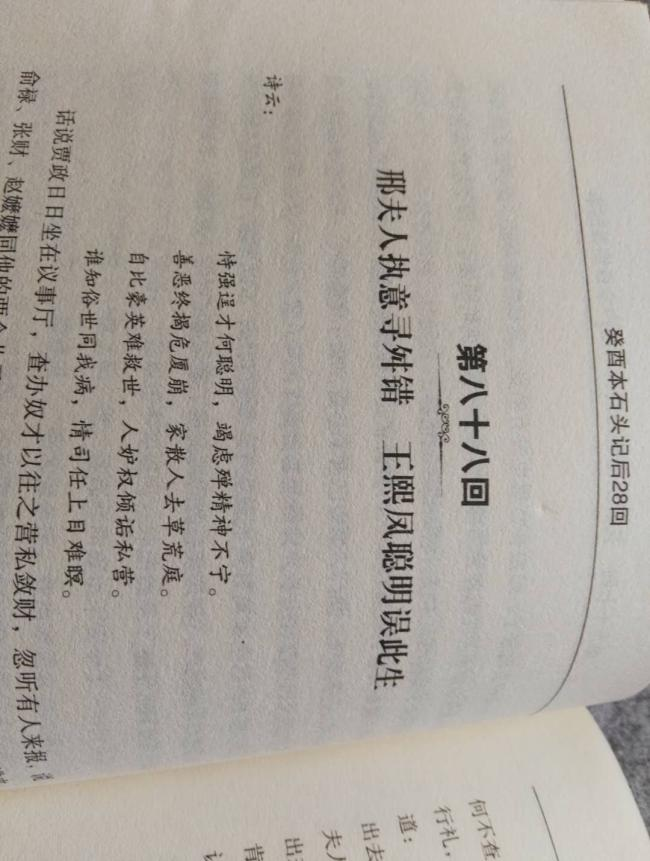 癸酉本石头记后28回
第八十八回
邢夫人执意寻舛错 王熙凤聪明误此生
诗云：
恃强逞才何聪明，竭虑殚精神不宁。
善恶终揭危厦崩，家散人去草荒庭。
自比豪英难救世，人妒权倾诟私营。
谁知俗世同我病，情司任上目难暝。
话说贾政日日坐在议事厅，查办奴才以往之营私敛财，忽听有人来报，
俞禄、张财、赵嬷嬷同他的两个
何不查
行礼，
道：
出去
夫人
出
肯